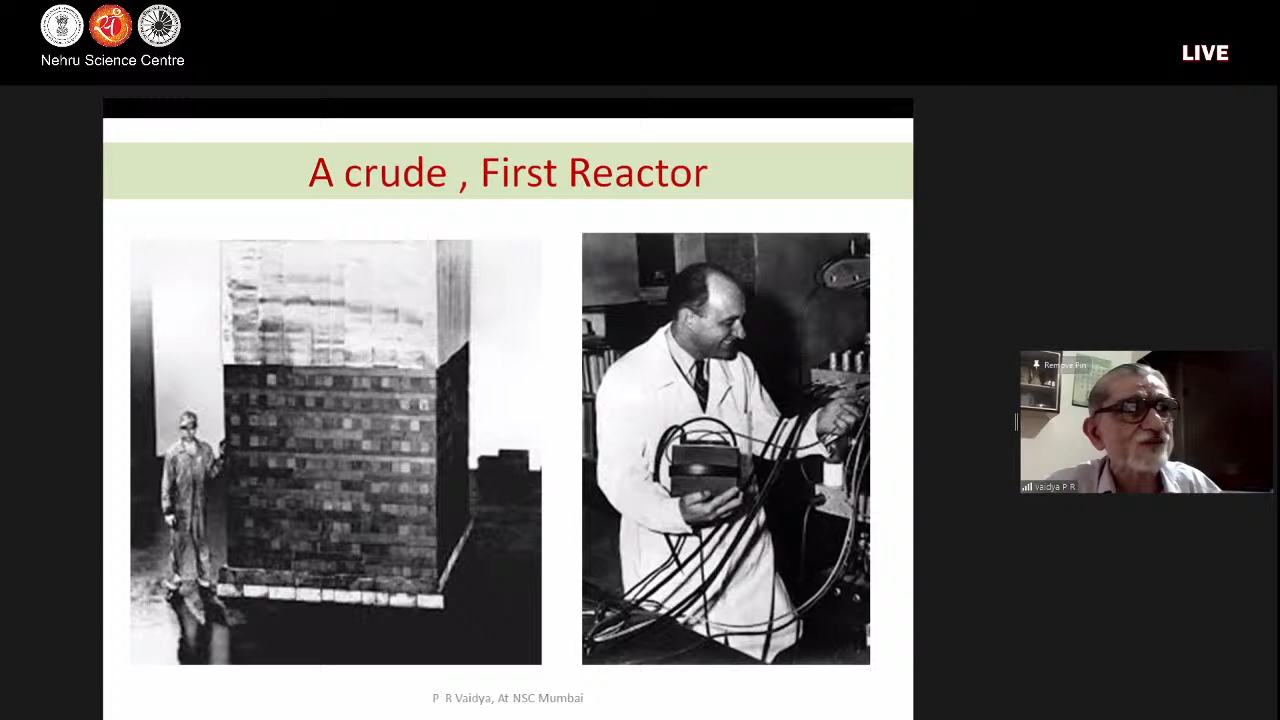 Nehru Science Centre
LIVE
A crude , First Reactor
Remove Pin
vaidya P R
P R Vaidya, At NSC Mumbai